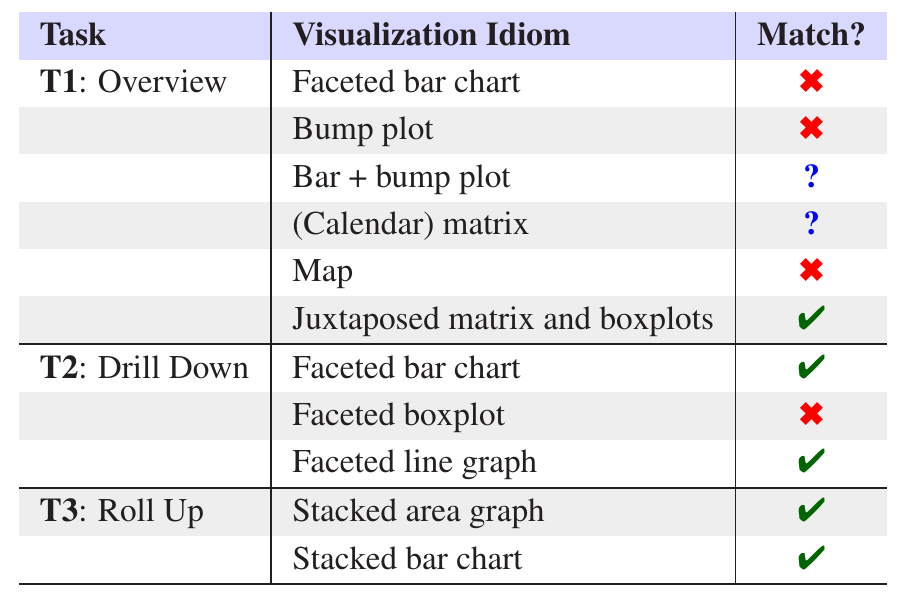 Task Visualization Idiom Match?
T1: Overview Faceted bar chart ✖
Bump plot ✖
Bar + bump plot ?
(Calendar) matrix ?
Map ✖
Juxtaposed matrix and boxplots ✔
T2: Drill Down Faceted bar chart ✔
Faceted boxplot ✖
Faceted line graph ✔
T3: Roll Up Stacked area graph ✔
Stacked bar chart ✔